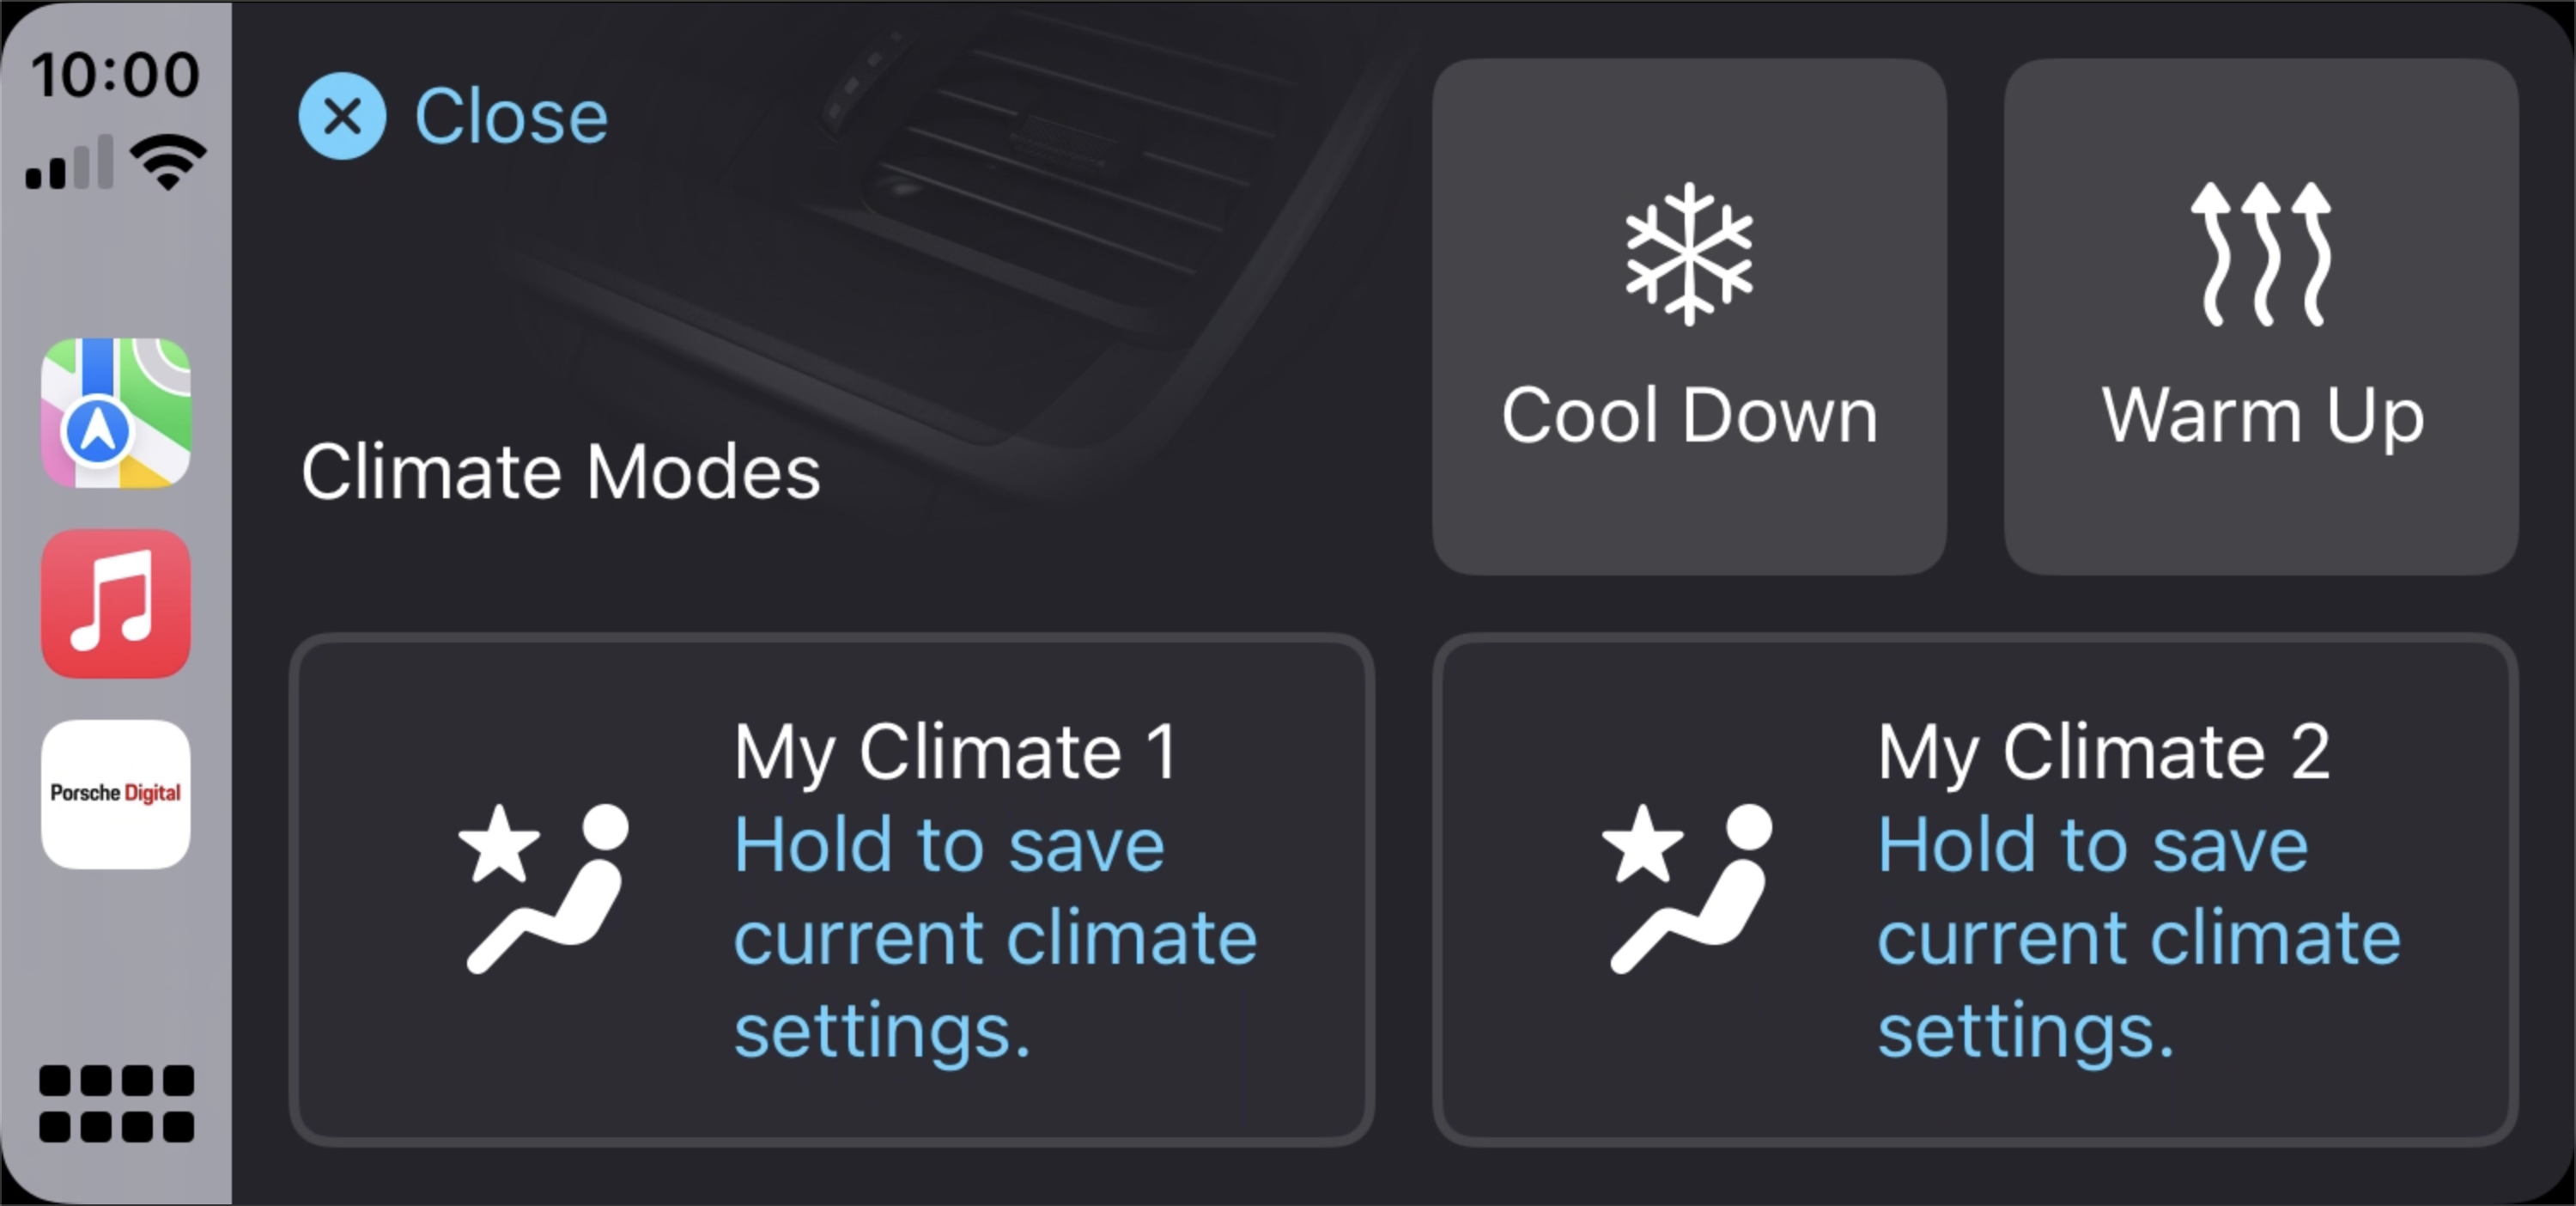 10:00
Close
Climate Modes
Cool Down
Warm Up
Porsche Digital
My Climate 1
Hold to save
current climate
settings.
My Climate 2
Hold to save
current climate
settings.